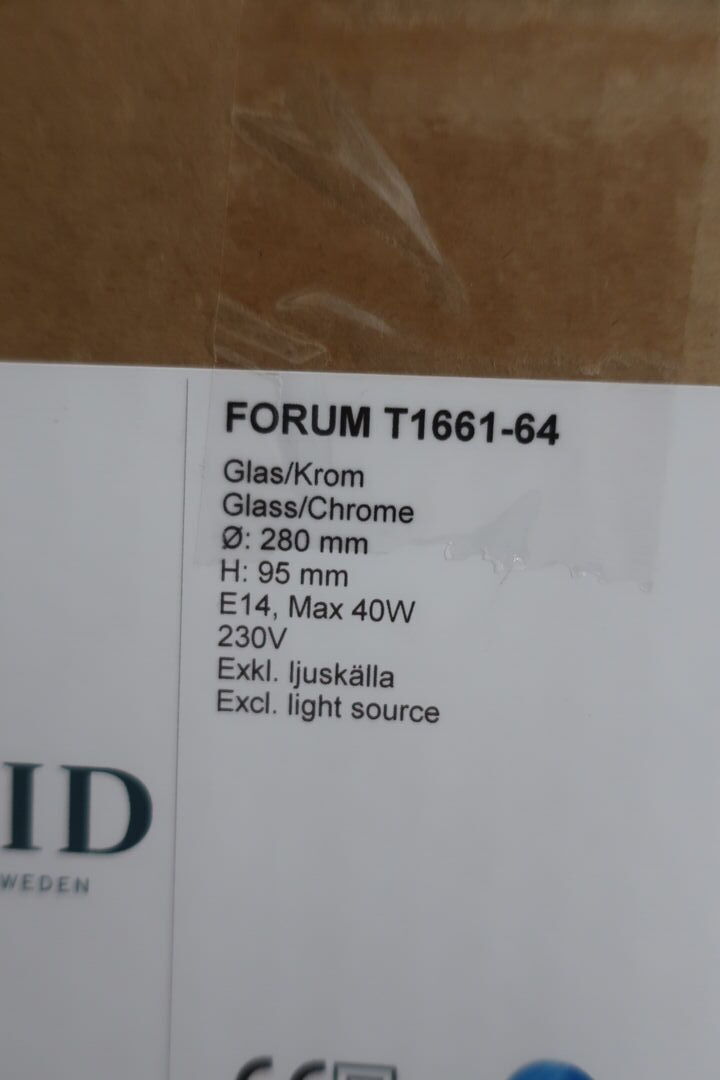 FORUM T1661-64
Glas/Krom
Glass/Chrome
Ø: 280 mm
H: 95 mm
E14, Max 40W
230V
Exkl. ljuskälla
Excl. light source
ID
WEDEN
CE